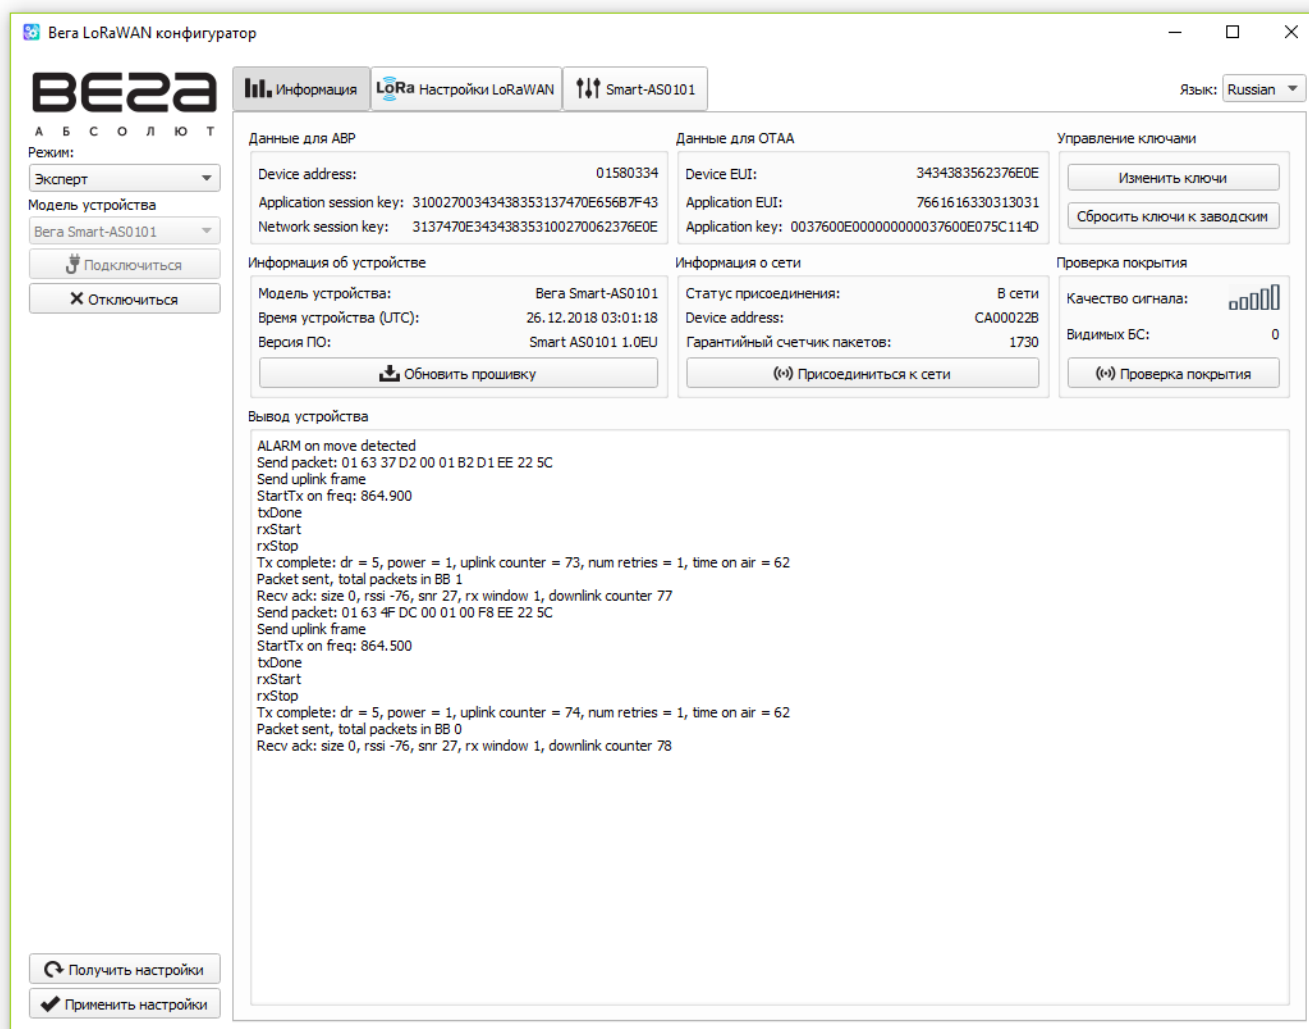 Вега LoRaWAN конфигуратор
ВЕГА
АБСОЛЮТ
Режим:
Эксперт
Модель устройства
Вега Smart-AS0101
Подключиться
Отключиться
Получить настройки
Применить настройки
Информация
LoRa Настройки LoRaWAN
Smart-AS0101
Язык: Russian
Данные для ABP
Device address: 01580334
Application session key: 3100270034343838353137470E656B7F43
Network session key: 3137470E343438353100270062376E0E
Данные для OTAA
Device EUI: 3434383562376E0E
Application EUI: 7661616330313031
Application key: 0037600E000000000037600E075C114D
Управление ключами
Изменить ключи
Сбросить ключи к заводским
Информация об устройстве
Модель устройства: Вега Smart-AS0101
Время устройства (UTC): 26.12.2018 03:01:18
Версия ПО: Smart AS0101 1.0EU
Обновить прошивку
Информация о сети
Статус присоединения: В сети
Device address: CA00022B
Гарантийный счетчик пакетов: 1730
Присоединиться к сети
Проверка покрытия
Качество сигнала:
Видимых БС: 0
Проверка покрытия
Вывод устройства
ALARM on move detected
Send packet: 01 63 37 D2 00 01 B2 D1 EE 22 5C
Send uplink frame
StartTx on freq: 864.900
txDone
rxStart
rxStop
Tx complete: dr = 5, power = 1, uplink counter = 73, num retries = 1, time on air = 62
Packet sent, total packets in BB 1
Recv ack: size 0, rssi -76, snr 27, rx window 1, downlink counter 77
Send packet: 01 63 4F DC 00 01 00 F8 EE 22 5C
Send uplink frame
StartTx on freq: 864.500
txDone
rxStart
rxStop
Tx complete: dr = 5, power = 1, uplink counter = 74, num retries = 1, time on air = 62
Packet sent, total packets in BB 0
Recv ack: size 0, rssi -76, snr 27, rx window 1, downlink counter 78